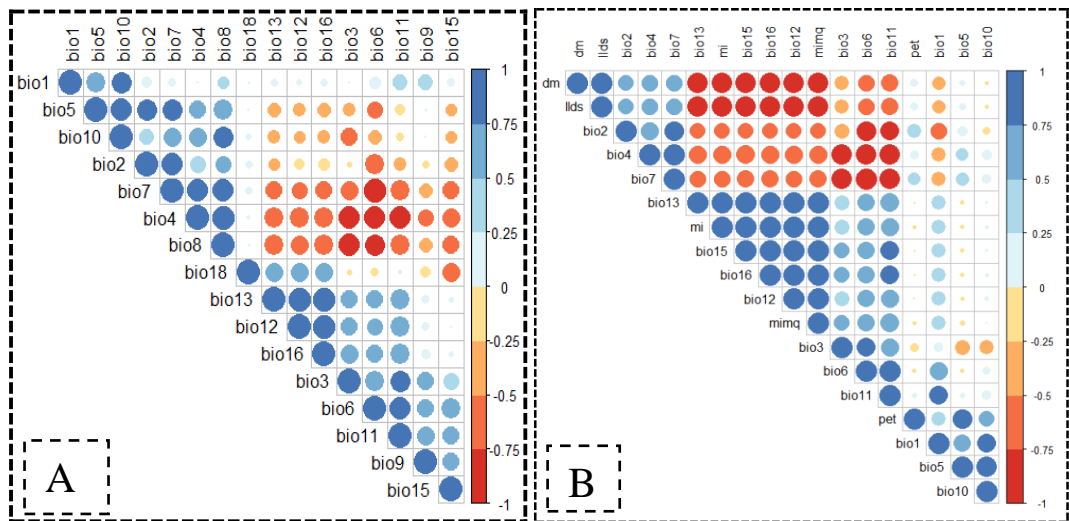 bio1 bio5 bio10 bio2 bio7 bio4 bio8 bio18 bio13 bio12 bio16 bio3 bio6 bio11 bio9 bio15
bio1
bio5
bio10
bio2
bio7
bio4
bio8
bio18
bio13
bio12
bio16
bio3
bio6
bio11
bio9
bio15
1
0.75
0.5
0.25
0
-0.25
-0.5
-0.75
-1
A
dm llds bio2 bio4 bio7 bio13 mi bio15 bio16 bio12 mimq bio3 bio6 bio11 pet bio1 bio5 bio10
dm
llds
bio2
bio4
bio7
bio13
mi
bio15
bio16
bio12
mimq
bio3
bio6
bio11
pet
bio1
bio5
bio10
1
0.75
0.5
0.25
0
-0.25
-0.5
-0.75
-1
B